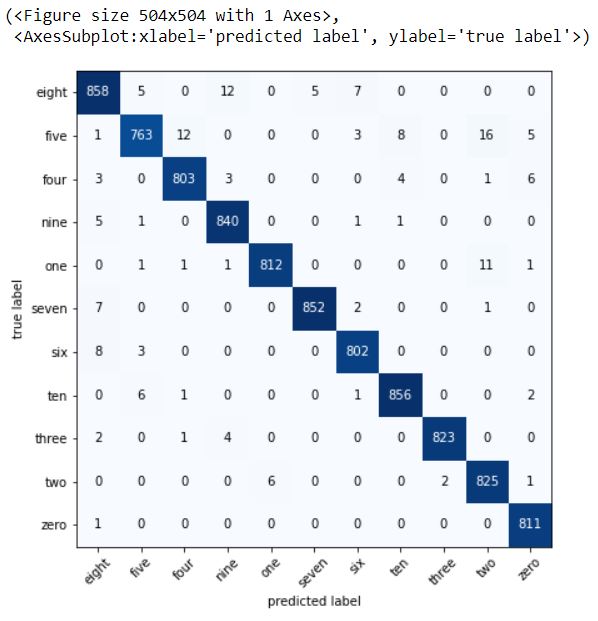 (<Figure size 504x504 with 1 Axes>,
<AxesSubplot:xlabel='predicted label', ylabel='true label'>)
eight 858 5 0 12 0 5 7 0 0 0 0
five 1 763 12 0 0 0 3 8 0 16 5
four 3 0 803 3 0 0 0 4 0 1 6
nine 5 1 0 840 0 0 1 1 0 0 0
one 0 1 1 1 812 0 0 0 0 11 1
seven 7 0 0 0 0 852 2 0 0 1 0
six 8 3 0 0 0 0 802 0 0 0 0
ten 0 6 1 0 0 0 1 856 0 0 2
three 2 0 1 4 0 0 0 0 823 0 0
two 0 0 0 0 6 0 0 0 2 825 1
zero 1 0 0 0 0 0 0 0 0 0 811
true label
eight five four nine one seven six ten three two zero
predicted label